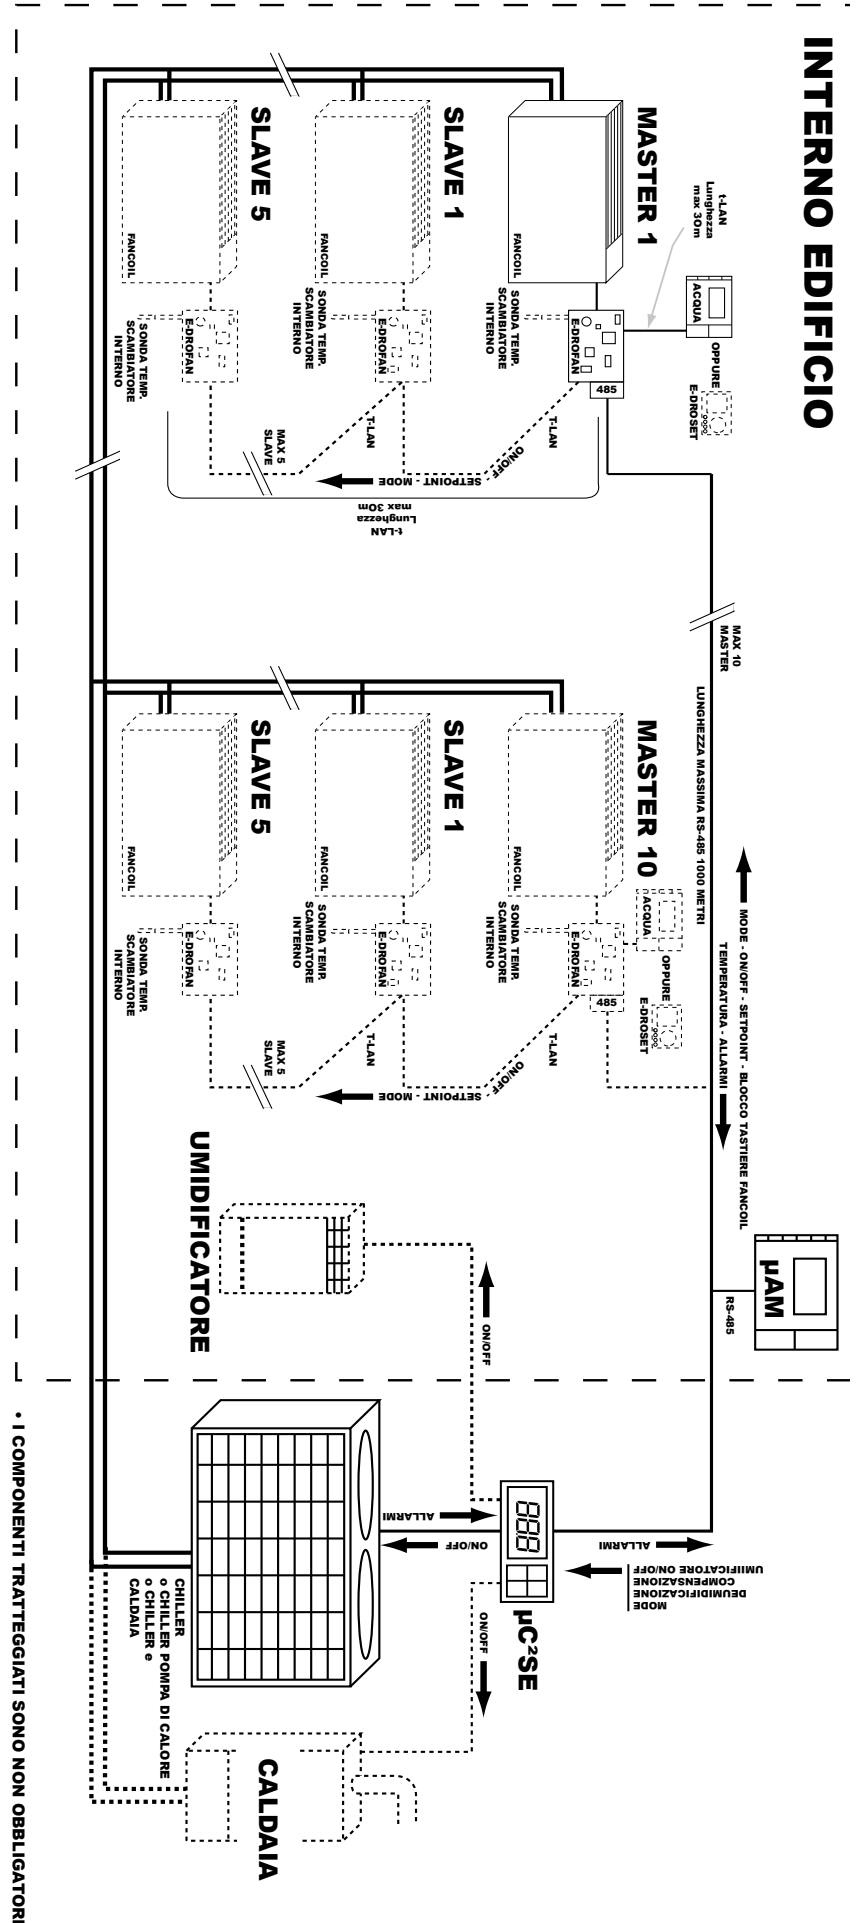 INTERNO EDIFICIO
t-LAN
Lunghezza
max 30m
MASTER 1
FANCOIL
SONDA TEMP.
SCAMBIATORE
INTERNO
E-DROFAN
485
ACQUA
OPPURE
E-DROSET
SLAVE 1
FANCOIL
SONDA TEMP.
SCAMBIATORE
INTERNO
E-DROFAN
SLAVE 5
FANCOIL
SONDA TEMP.
SCAMBIATORE
INTERNO
E-DROFAN
T-LAN
ON/OFF
SETPOINT - MODE
T-LAN
MAX 5
SLAVE
t-LAN
Lunghezza
max 30m
MAX 10
MASTER
LUNGHEZZA MASSIMA RS-485 1000 METRI
MODE - ON/OFF - SETPOINT - BLOCCO TASTIERE FANCOIL
TEMPERATURA - ALLARMI
MASTER 10
FANCOIL
SONDA TEMP.
SCAMBIATORE
INTERNO
E-DROFAN
485
ACQUA
OPPURE
E-DROSET
SLAVE 1
FANCOIL
SONDA TEMP.
SCAMBIATORE
INTERNO
E-DROFAN
SLAVE 5
FANCOIL
SONDA TEMP.
SCAMBIATORE
INTERNO
E-DROFAN
T-LAN
ON/OFF
SETPOINT - MODE
T-LAN
MAX 5
SLAVE
µAM
RS-485
UMIDIFICATORE
ON/OFF
ALLARMI
ON/OFF
888
µC²SE
ALLARMI
MODE
DEUMIDIFICAZIONE
COMPENSAZIONE
UMIIIFICATORE ON/OFF
ON/OFF
CHILLER
o CHILLER POMPA DI CALORE
o CHILLER e
CALDAIA
CALDAIA
• I COMPONENTI TRATTEGGIATI SONO NON OBBLIGATORI